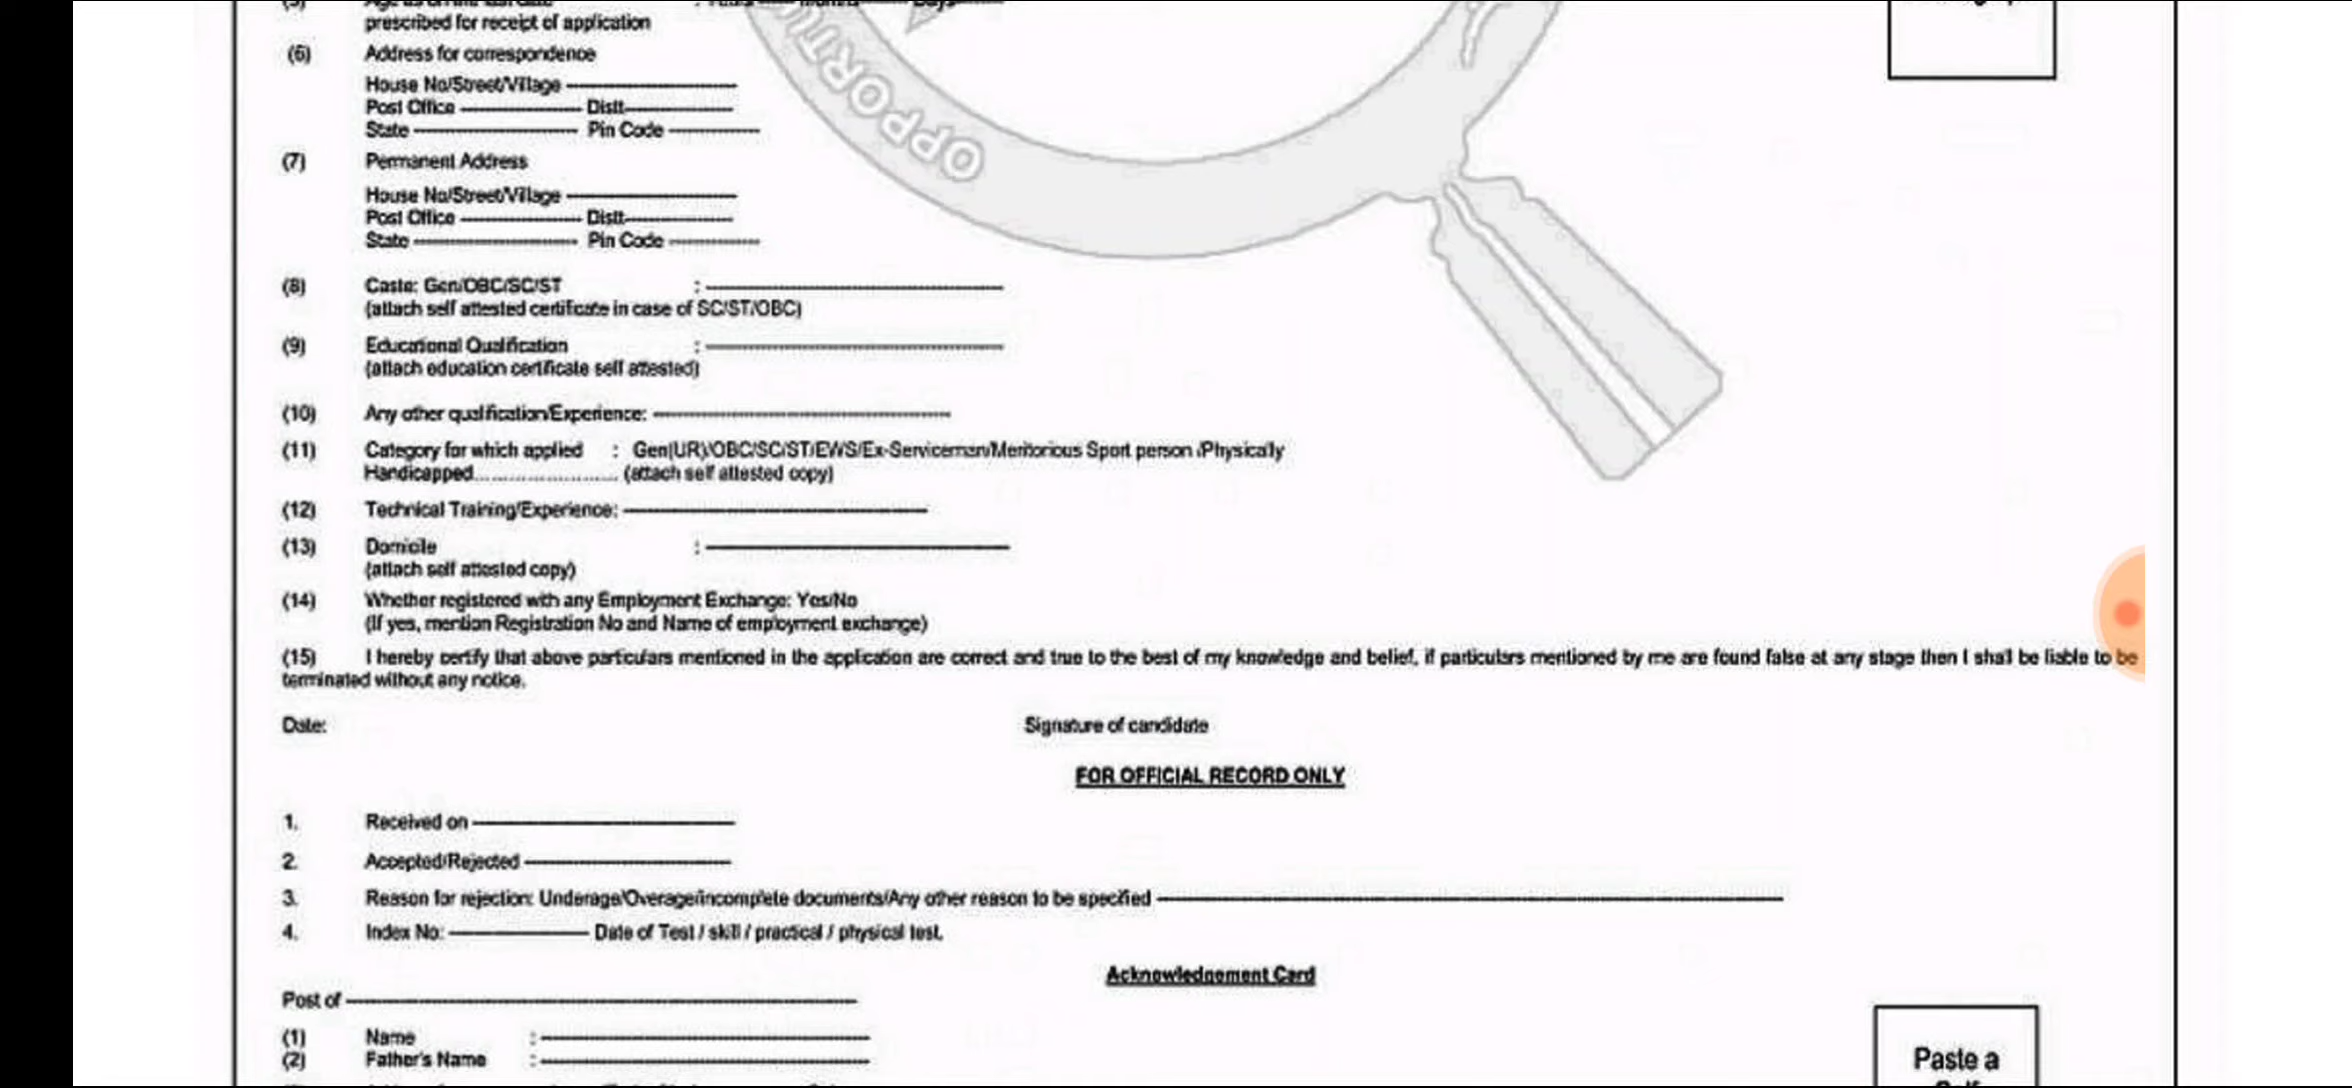 (5) Age as on the last date : Years Months Days
prescribed for receipt of application
(6) Address for correspondence
House No/Street/Village
Post Office Distt.
State Pin Code
(7) Permanent Address
House No/Street/Village
Post Office Distt.
State Pin Code
(8) Caste: Gen/OBC/SC/ST :
(attach self attested certificate in case of SC/ST/OBC)
(9) Educational Qualification :
(attach education certificate self attested)
(10) Any other qualification/Experience:
(11) Category for which applied : Gen(UR)/OBC/SC/ST/EWS/Ex-Serviceman/Meritorious Sport person /Physically
Handicapped........................ (attach self attested copy)
(12) Technical Training/Experience:
(13) Domicile :
(attach self attested copy)
(14) Whether registered with any Employment Exchange: Yes/No
(If yes, mention Registration No and Name of employment exchange)
(15) I hereby certify that above particulars mentioned in the application are correct and true to the best of my knowledge and belief, if particulars mentioned by me are found false at any stage then I shall be liable to be
terminated without any notice.
Date: Signature of candidate
FOR OFFICIAL RECORD ONLY
1. Received on
2. Accepted/Rejected
3. Reason for rejection: Underage/Overage/incomplete documents/Any other reason to be specified
4. Index No: Date of Test / skill / practical / physical test.
Acknowledgement Card
Post of
(1) Name :
(2) Father's Name :
Paste a